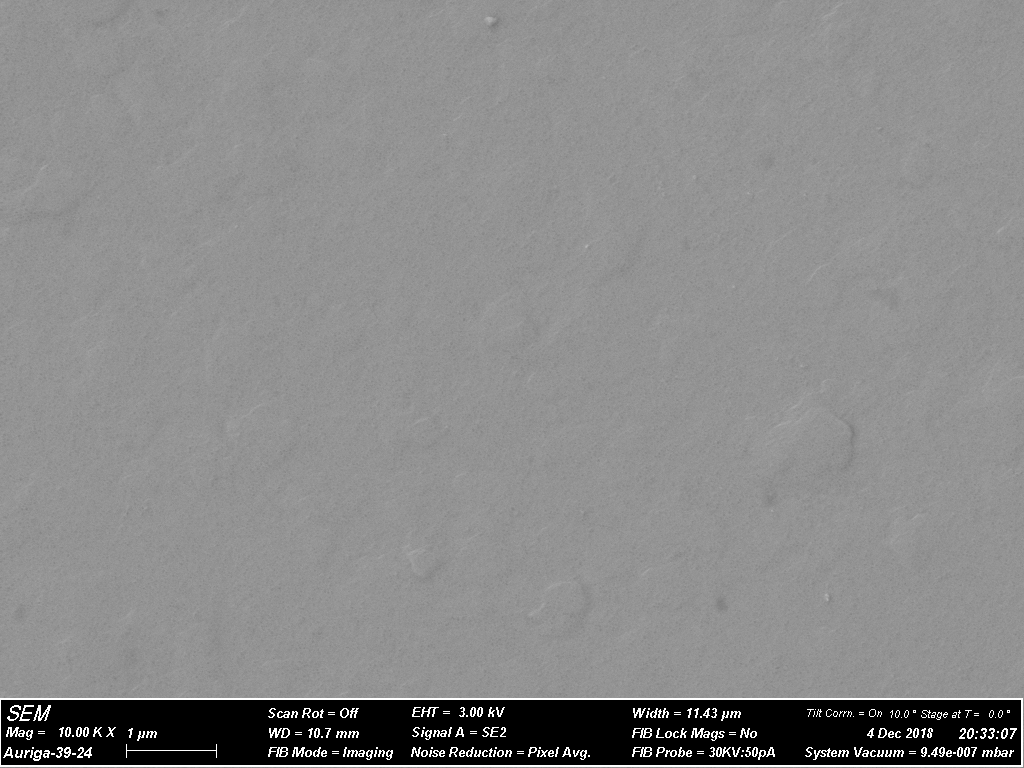 SEM Scan Rot = Off EHT = 3.00 kV Width = 11.43 µm Tilt Corrn. = On 10.0 ° Stage at T = 0.0 °
Mag = 10.00 K X 1 µm WD = 10.7 mm Signal A = SE2 FIB Lock Mags = No 4 Dec 2018 20:33:07
Auriga-39-24 FIB Mode = Imaging Noise Reduction = Pixel Avg. FIB Probe = 30KV:50pA System Vacuum = 9.49e-007 mbar